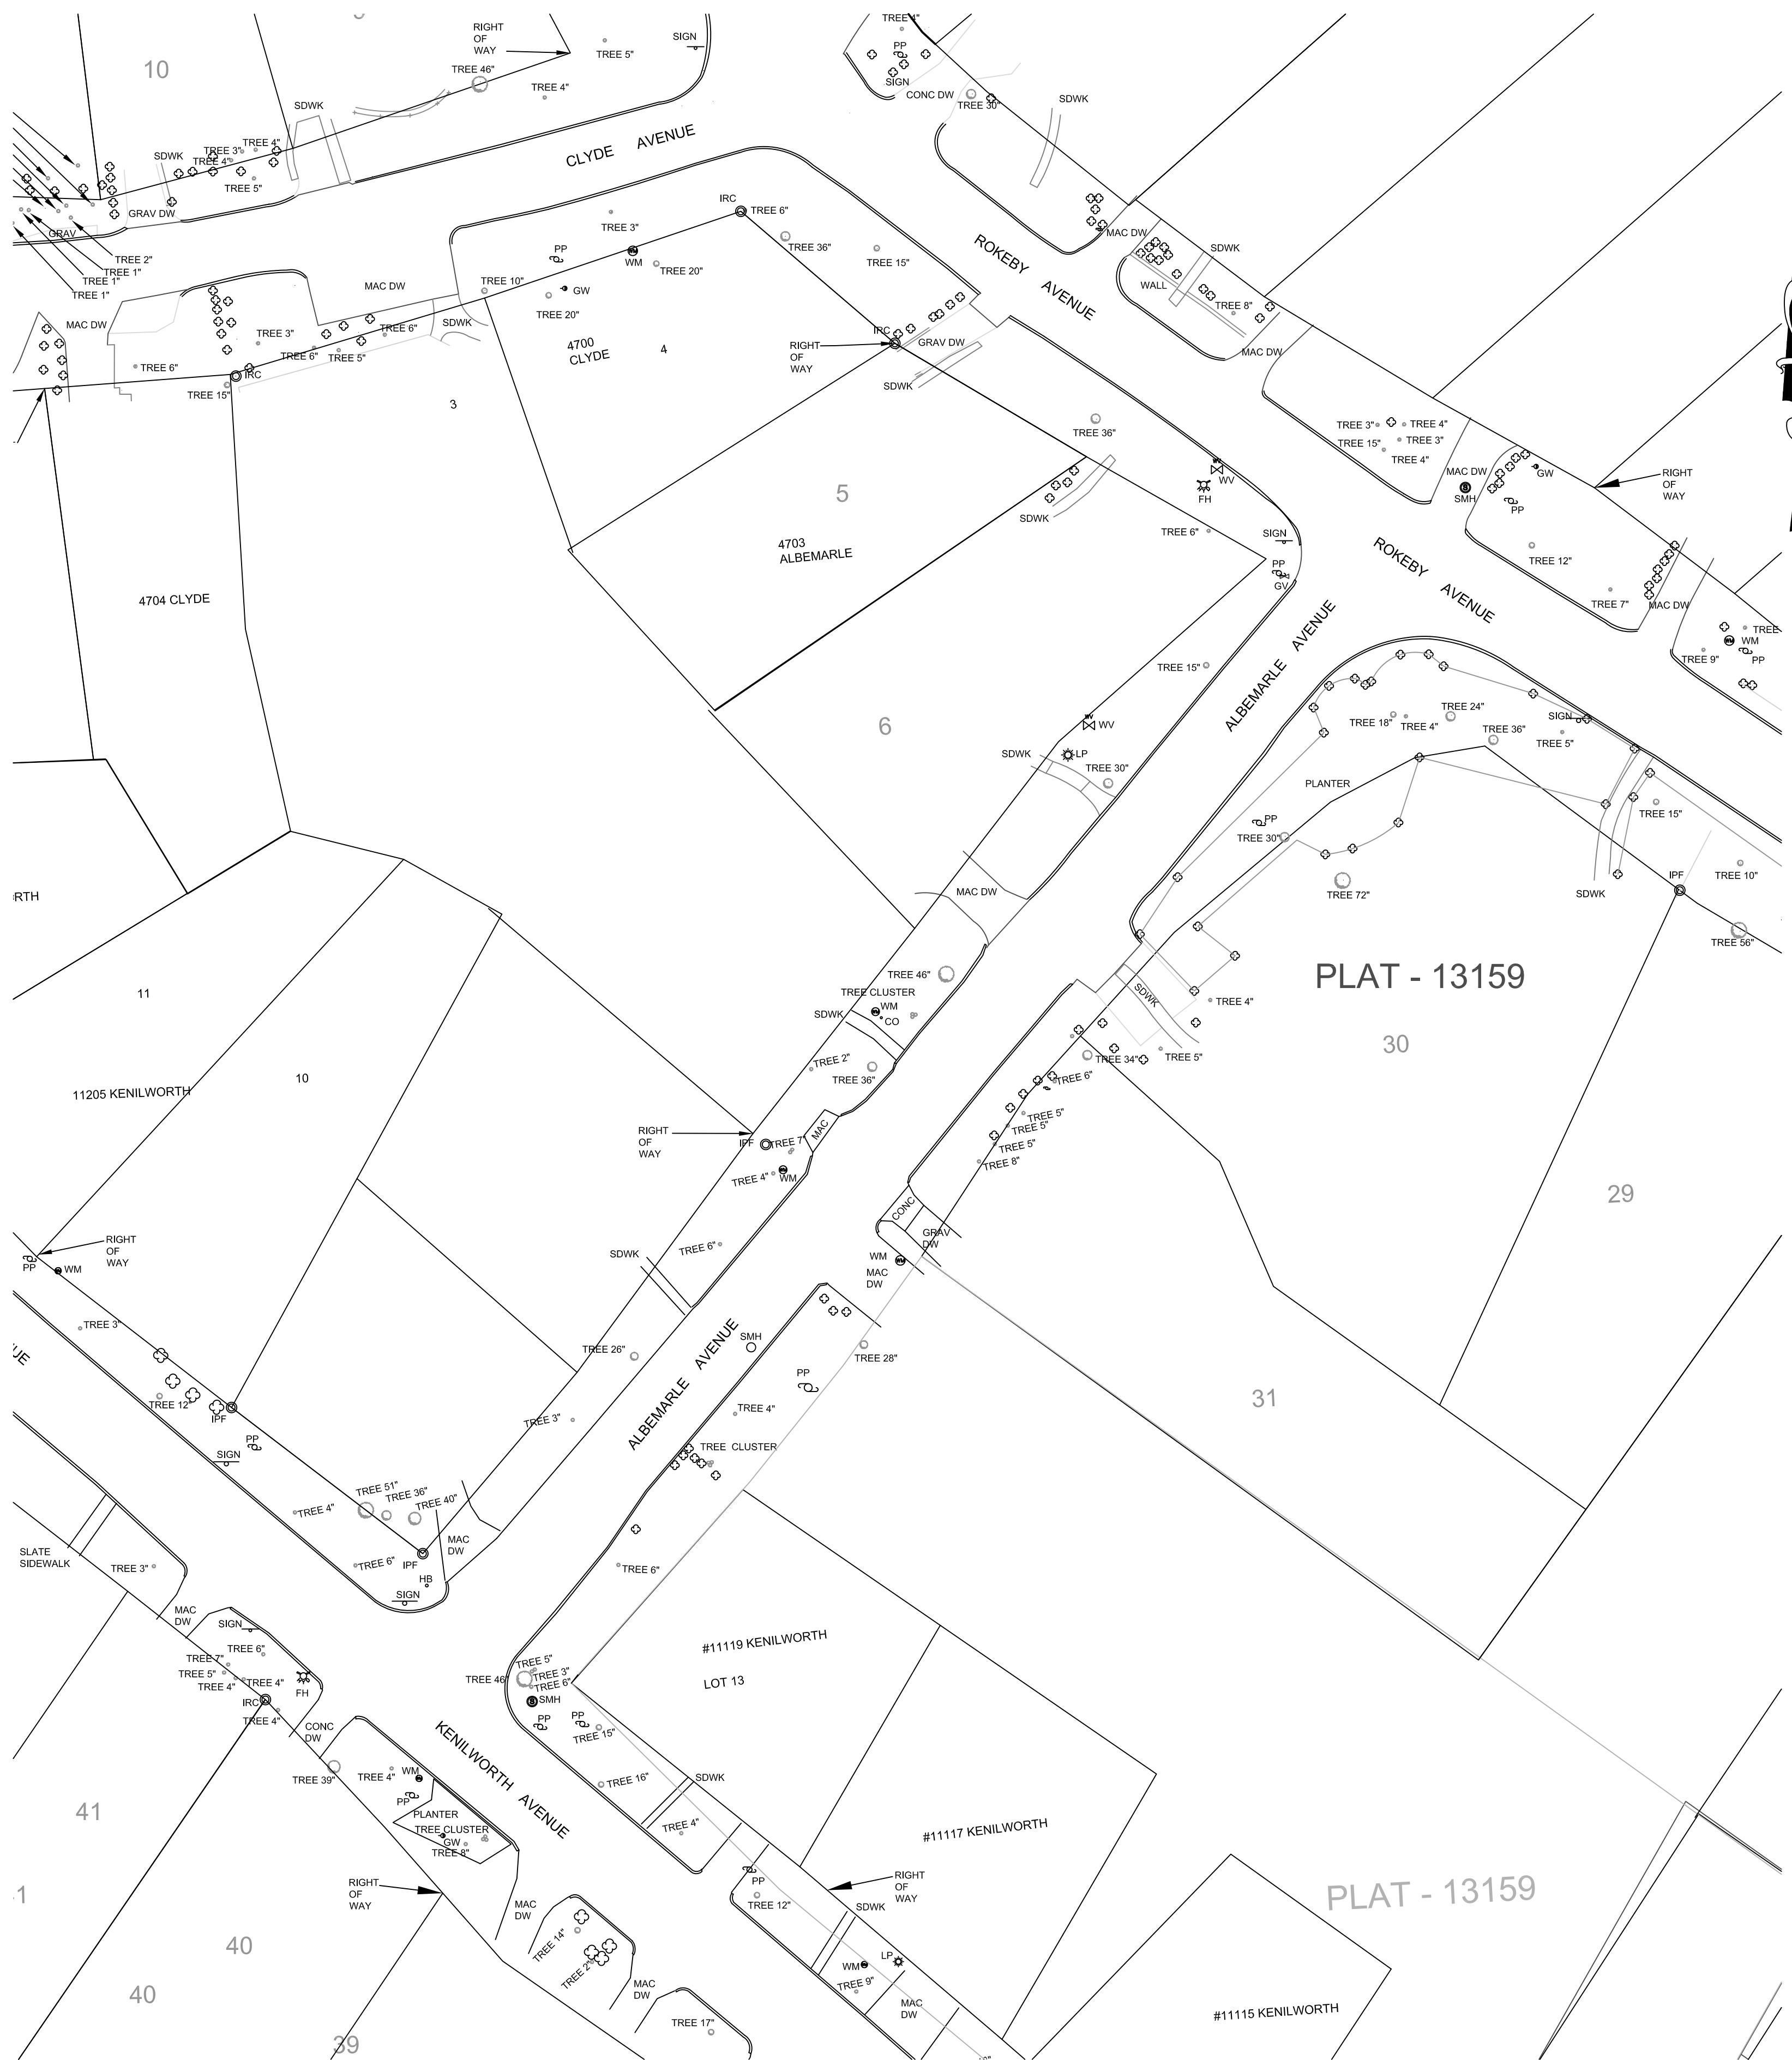 TREE 4"
RIGHT
OF
WAY
SIGN
PP
TREE 5"
10
TREE 46"
SIGN
TREE 4"
CONC DW
TREE 30"
SDWK
SDWK
CLYDE AVENUE
TREE 3"
TREE 4"
SDWK
TREE 4"
TREE 5"
IRC
TREE 6"
GRAV DW
TREE 3"
GRAV
MAC DW
TREE 36"
ROKEBY AVENUE
SDWK
PP
TREE 2"
WM
TREE 20"
TREE 15"
TREE 1"
TREE 1"
TREE 1"
MAC DW
TREE 10"
GW
WALL
TREE 8"
TREE 20"
MAC DW
SDWK
TREE 3"
TREE 6"
IRC
GRAV DW
RIGHT
OF
WAY
4700
CLYDE
4
TREE 6"
TREE 5"
MAC DW
TREE 6"
IRC
SDWK
TREE 15"
3
TREE 36"
TREE 3"
TREE 4"
TREE 15"
TREE 3"
TREE 4"
MAC DW
GW
RIGHT
OF
WAY
WV
WV
FH
SMH
PP
5
SDWK
TREE 6"
SIGN
4703
ALBEMARLE
ROKEBY AVENUE
TREE 12"
PP
GV
4704 CLYDE
TREE 7"
MAC DW
ALBEMARLE AVENUE
TREE
WM
PP
TREE 9"
TREE 15"
6
WV
WV
TREE 18"
TREE 4"
TREE 24"
SIGN
TREE 36"
TREE 5"
SDWK
LP
TREE 30"
PLANTER
PP
TREE 15"
TREE 30"
TREE 72"
IPF
TREE 10"
SDWK
MAC DW
RTH
TREE 56"
PLAT - 13159
TREE 46"
TREE CLUSTER
WM
SDWK
CO
SDWK
TREE 4"
11
30
TREE 2"
TREE 34"
TREE 5"
TREE 36"
TREE 6"
10
11205 KENILWORTH
TREE 5"
TREE 5"
TREE 5"
TREE 8"
RIGHT
OF
WAY
IPF
TREE 7"
MAC
TREE 4"
WM
29
CONC
GRAV
DW
RIGHT
OF
WAY
TREE 6"
SDWK
PP
WM
WM
MAC
DW
TREE 3"
UE
SMH
TREE 26"
TREE 28"
PP
ALBEMARLE AVENUE
31
TREE 12"
IPF
TREE 4"
TREE 3"
PP
SIGN
TREE CLUSTER
TREE 51"
TREE 36"
TREE 40"
TREE 4"
MAC
DW
SLATE
SIDEWALK
TREE 3"
TREE 6"
IPF
HB
SIGN
TREE 6"
MAC
DW
SIGN
TREE 6"
TREE 7"
TREE 5"
TREE 4"
TREE 4"
FH
IRC
TREE 4"
CONC
DW
#11119 KENILWORTH
LOT 13
TREE 5"
TREE 3"
TREE 46"
TREE 6"
SMH
PP
PP
TREE 15"
KENILWORTH AVENUE
TREE 39"
TREE 4"
WM
TREE 16"
SDWK
PP
PLANTER
TREE CLUSTER
GW
TREE 8"
TREE 4"
41
#11117 KENILWORTH
RIGHT
OF
WAY
PP
RIGHT
OF
WAY
TREE 12"
SDWK
PLAT - 13159
1
MAC
DW
TREE 14"
40
TREE 2"
LP
WM
TREE 9"
MAC
DW
40
MAC
DW
#11115 KENILWORTH
TREE 17"
39